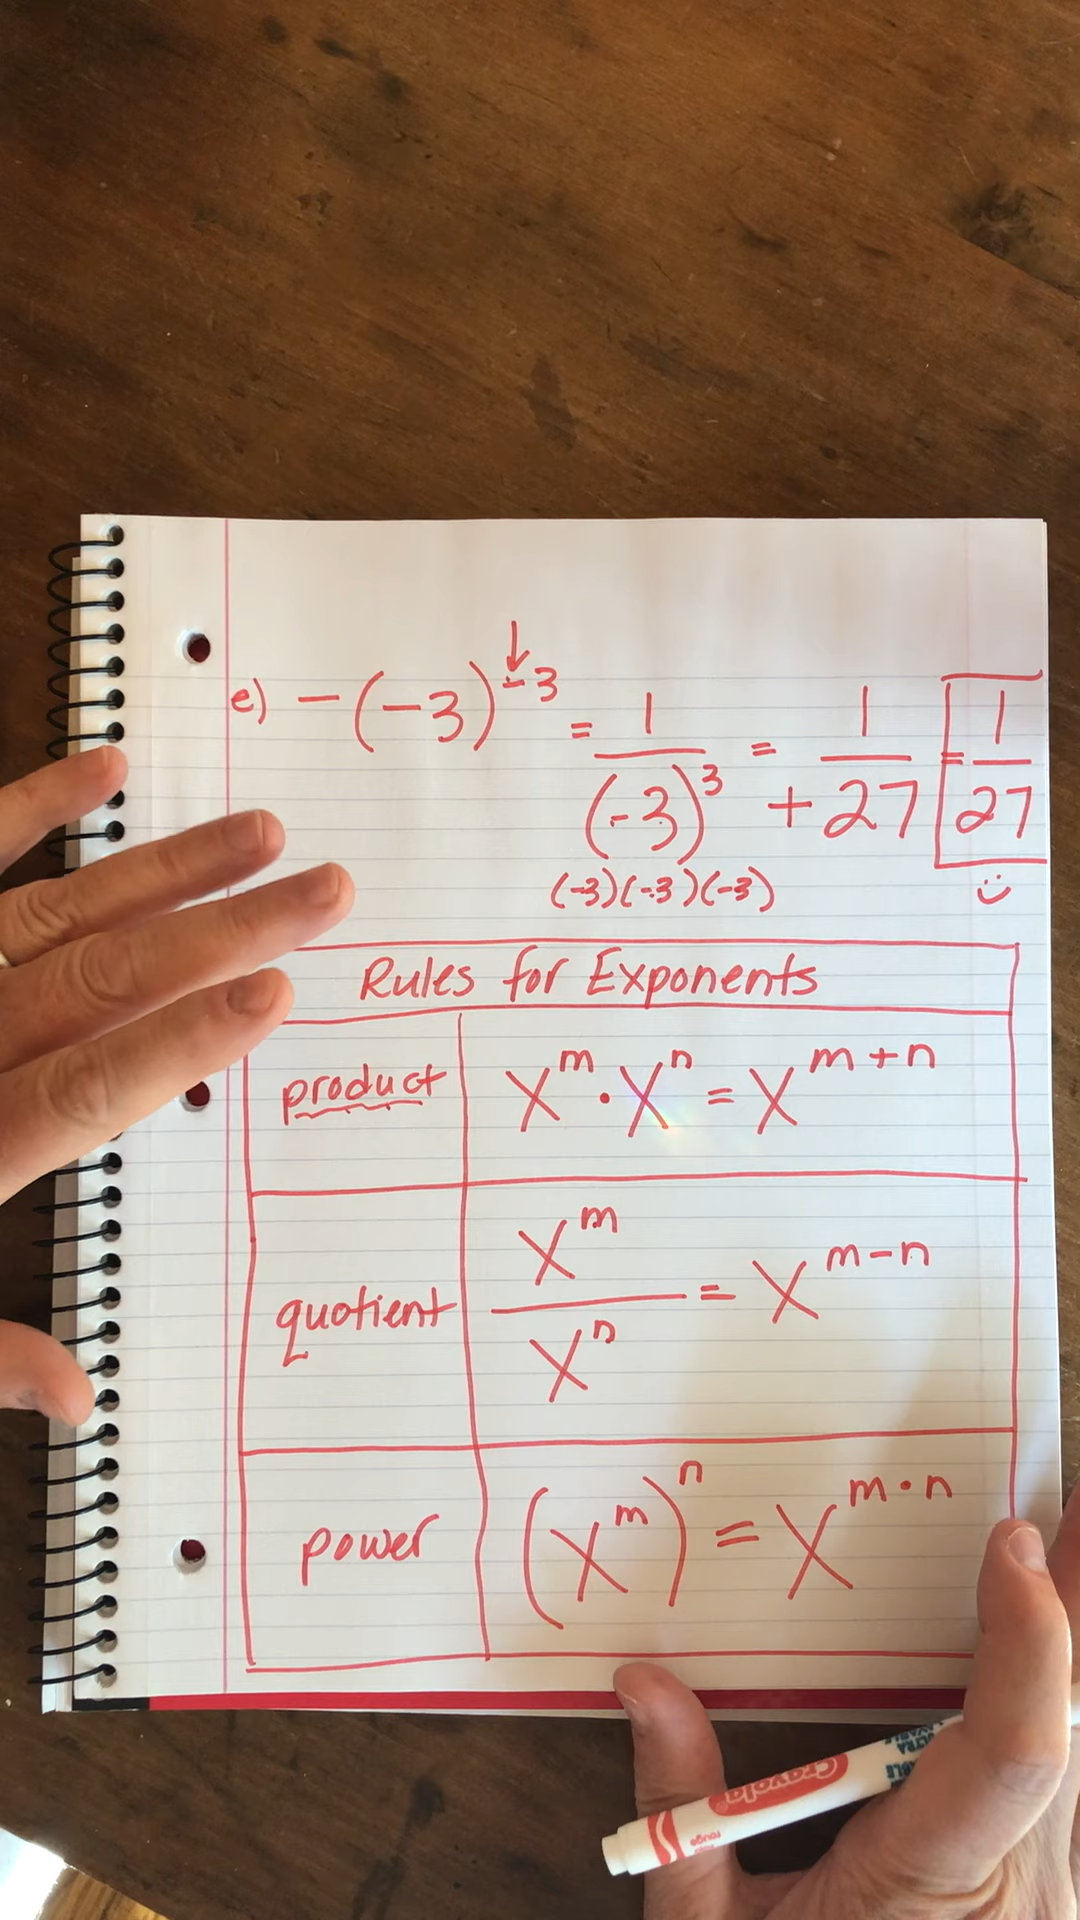 e) -(-3)^-3 = 1/(-3)^3 = 1/+27 = 1/27
(-3)(-3)(-3)
Rules for Exponents
product x^m · x^n = x^m+n
quotient x^m/x^n = x^m-n
power (x^m)^n = x^m·n
Crayola
rouge